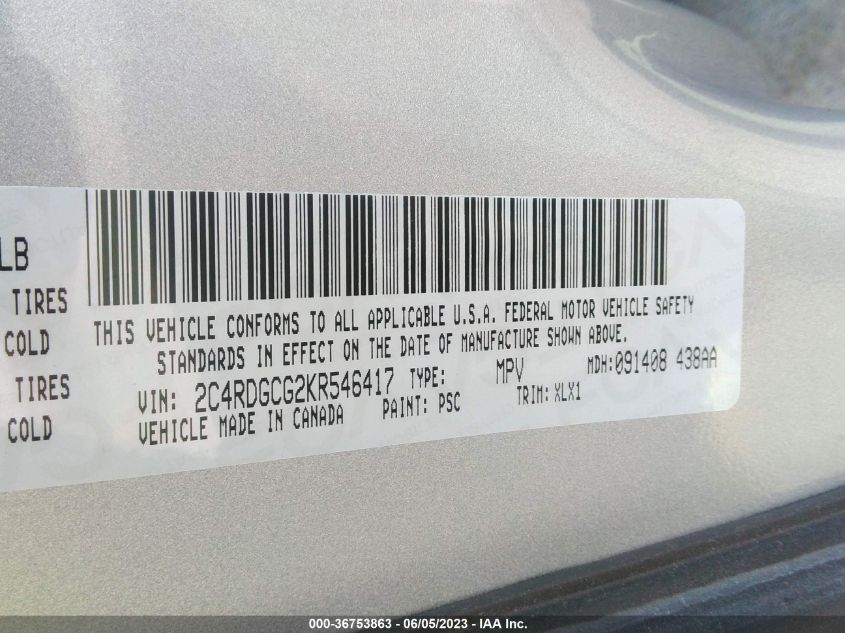 LB
TIRES
COLD
TIRES
COLD
THIS VEHICLE CONFORMS TO ALL APPLICABLE U.S.A. FEDERAL MOTOR VEHICLE SAFETY
STANDARDS IN EFFECT ON THE DATE OF MANUFACTURE SHOWN ABOVE.
VIN: 2C4RDGCG2KR546417 TYPE: MPV MDH:091408 438AA
VEHICLE MADE IN CANADA PAINT: PSC TRIM: XLX1
000-36753863 - 06/05/2023 - IAA Inc.